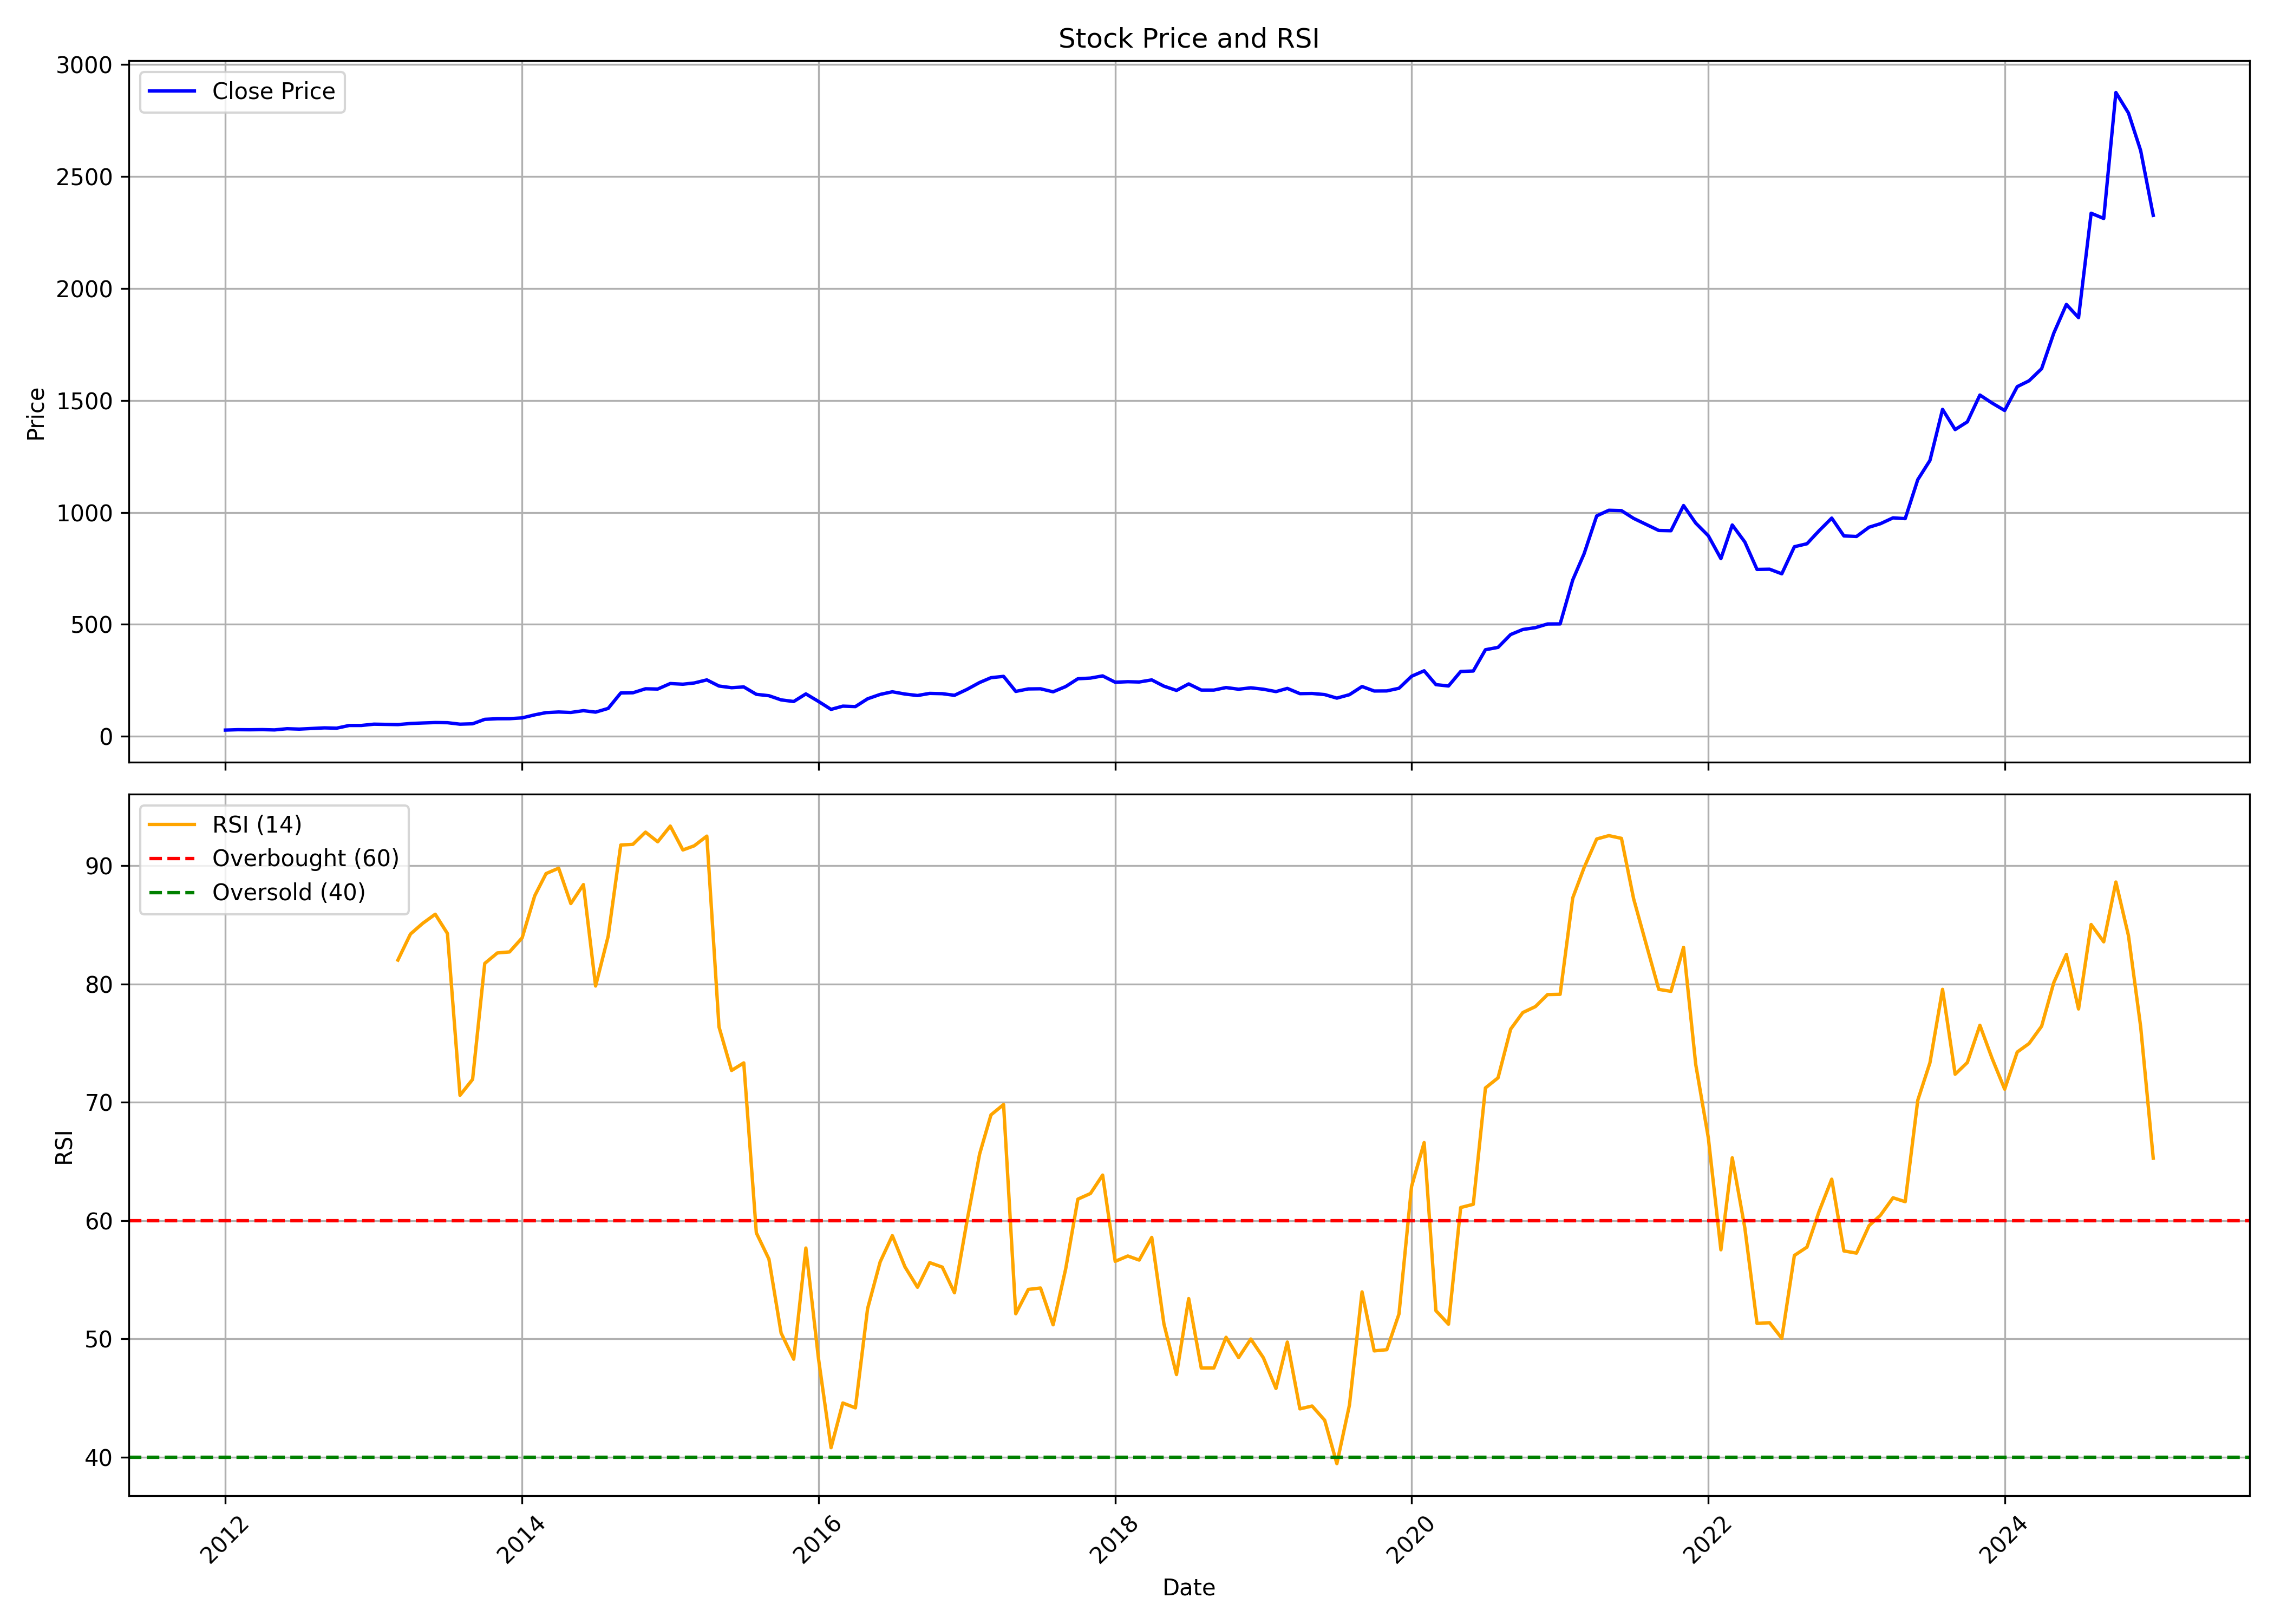 Stock Price and RSI
Close Price
Price
3000
2500
2000
1500
1000
500
0
RSI (14)
Overbought (60)
Oversold (40)
RSI
90
80
70
60
50
40
2012
2014
2016
2018
2020
2022
2024
Date